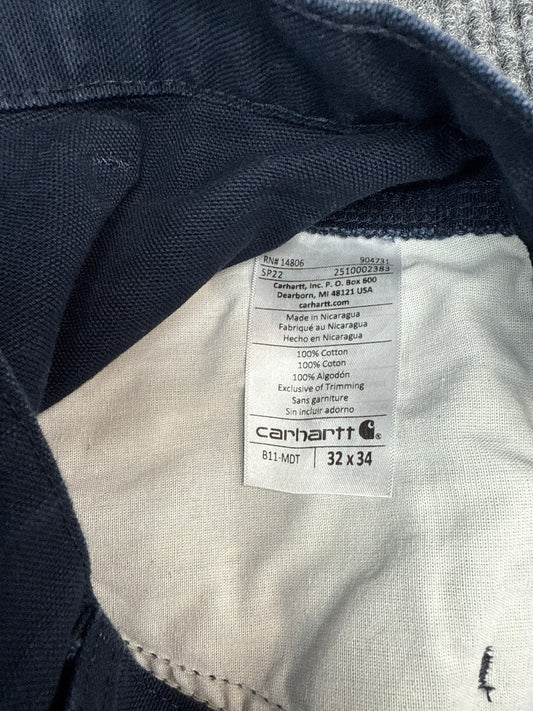 RN# 14806 904731
SP22 2510002383
Carhartt, Inc. P. O. Box 600
Dearborn, MI 48121 USA
carhartt.com
Made in Nicaragua
Fabriqué au Nicaragua
Hecho en Nicaragua
100% Cotton
100% Coton
100% Algodón
Exclusive of Trimming
Sans garniture
Sin incluir adorno
carhartt ®
B11-MDT 32 x 34